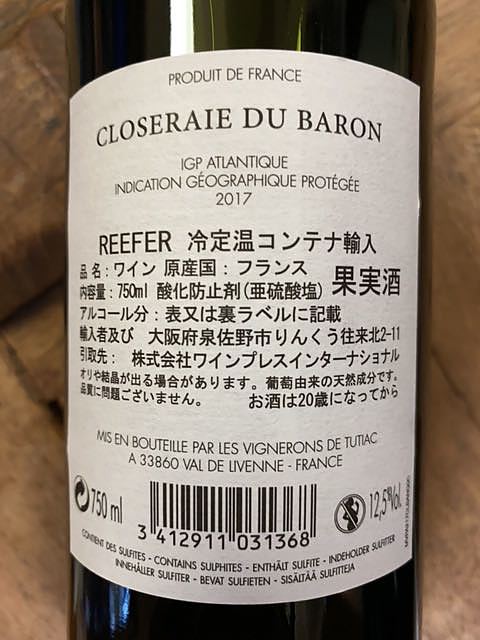 PRODUIT DE FRANCE
CLOSERAIE DU BARON
IGP ATLANTIQUE
INDICATION GÉOGRAPHIQUE PROTÉGÉE
2017
REEFER 冷定温コンテナ輸入
品名:ワイン 原産国:フランス
内容量:750ml 酸化防止剤(亜硫酸塩) 果実酒
アルコール分:表又は裏ラベルに記載
輸入者及び 大阪府泉佐野市りんくう往来北2-11
引取先: 株式会社ワインプレスインターナショナル
オリや結晶が出る場合があります。葡萄由来の天然成分です。
品質に問題ございません。 お酒は20歳になってから
MIS EN BOUTEILLE PAR LES VIGNERONS DE TUTIAC
A 33860 VAL DE LIVENNE - FRANCE
750 ml
12,5%Vol.
3 412911 031368
CONTIENT DES SULFITES - CONTAINS SULPHITES - ENTHÄLT SULFITE - INDEHOLDER SULFITTER
INNEHÅLLER SULFITER - BEVAT SULFIETEN - SISÄLTÄÄ SULFIITTEJA